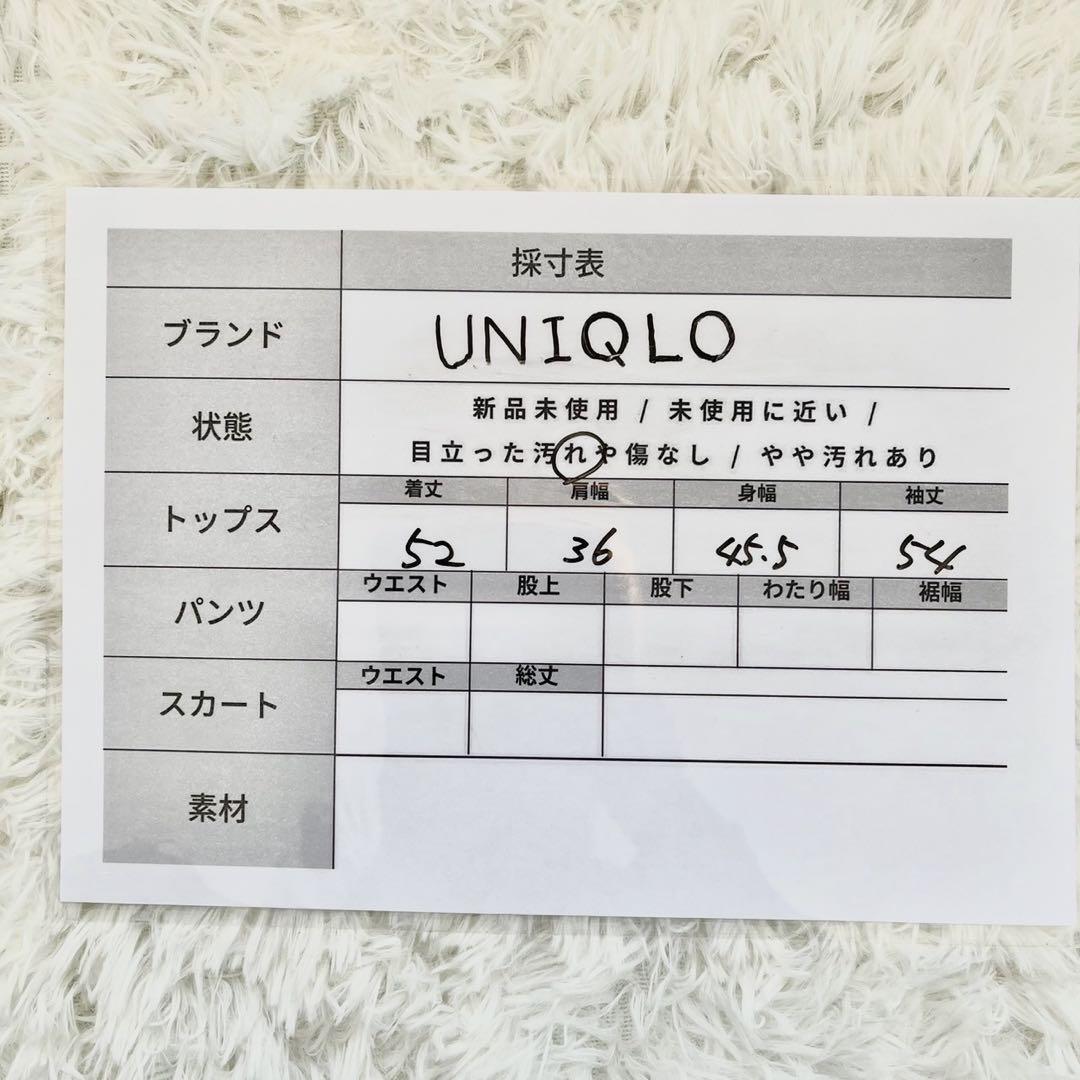 採寸表
ブランド UNIQLO
状態 新品未使用 / 未使用に近い /
目立った汚れや傷なし / やや汚れあり
トップス 着丈 肩幅 身幅 袖丈
52 36 45.5 54
パンツ ウエスト 股上 股下 わたり幅 裾幅
スカート ウエスト 総丈
素材